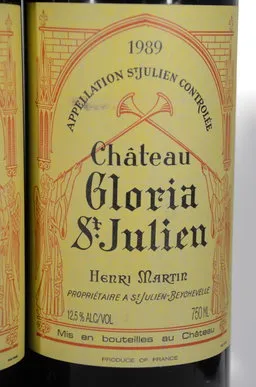 1989
APPELLATION ST JULIEN CONTRÔLÉE
Château
Gloria
St Julien
HENRI MARTIN
PROPRIÉTAIRE A ST JULIEN-BEYCHEVELLE
12,5 % ALC/VOL
750 ML
Mis en bouteilles au Château
PRODUCE OF FRANCE